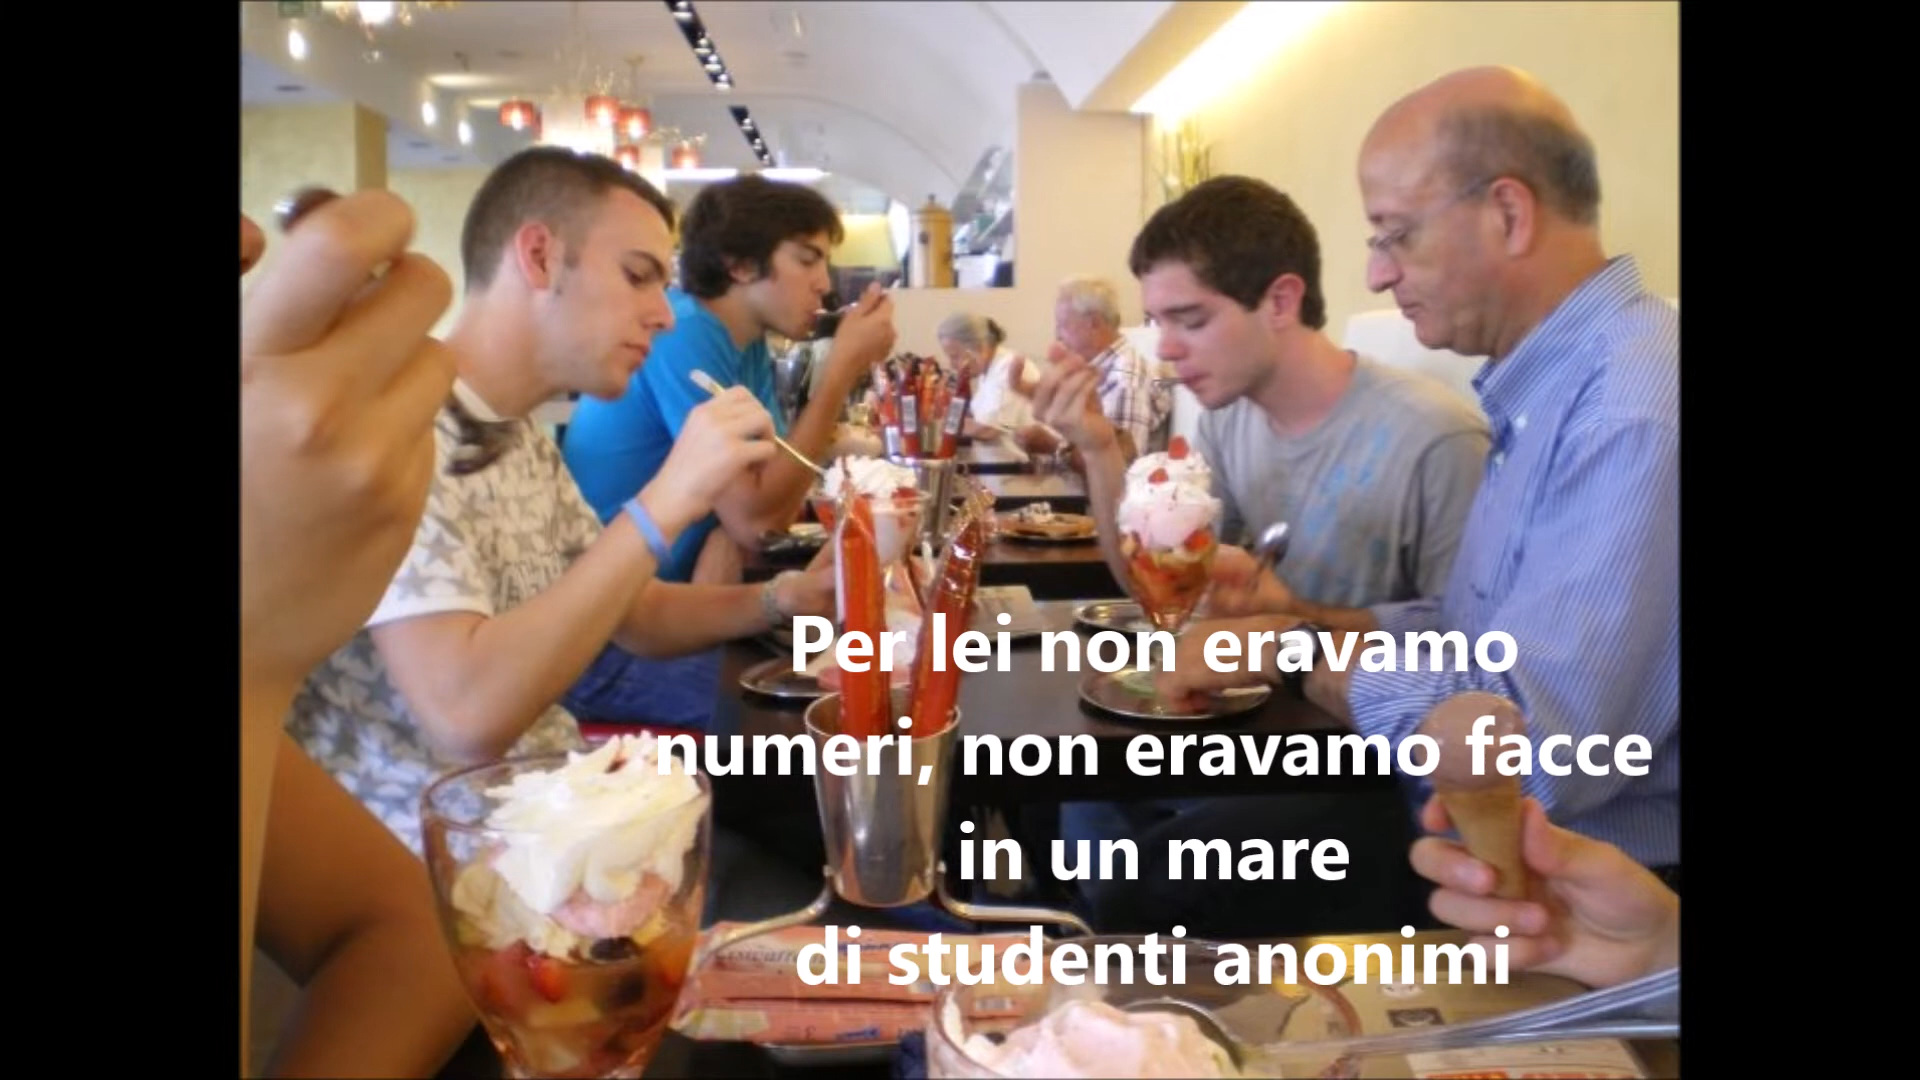 Per lei non eravamo
numeri, non eravamo facce
in un mare
di studenti anonimi